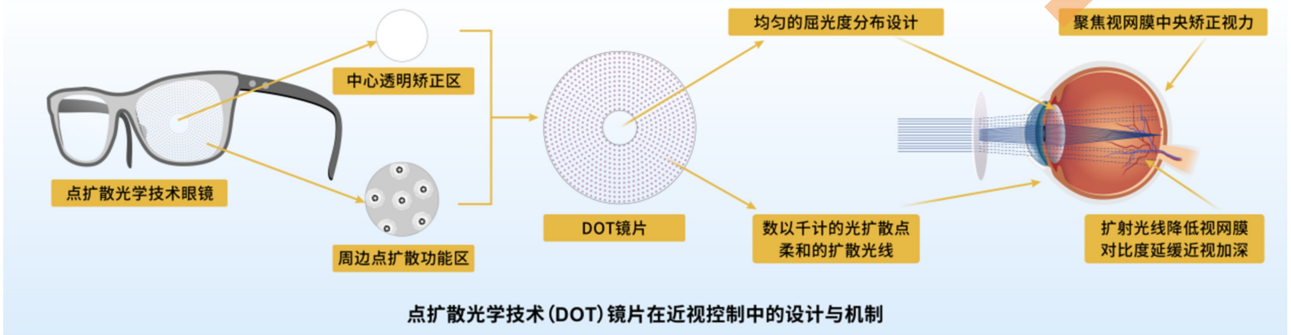 均匀的屈光度分布设计
聚焦视网膜中央矫正视力
中心透明矫正区
点扩散光学技术眼镜
DOT镜片
数以千计的光扩散点
柔和的扩散光线
扩射光线降低视网膜
对比度延缓近视加深
周边点扩散功能区
点扩散光学技术(DOT)镜片在近视控制中的设计与机制